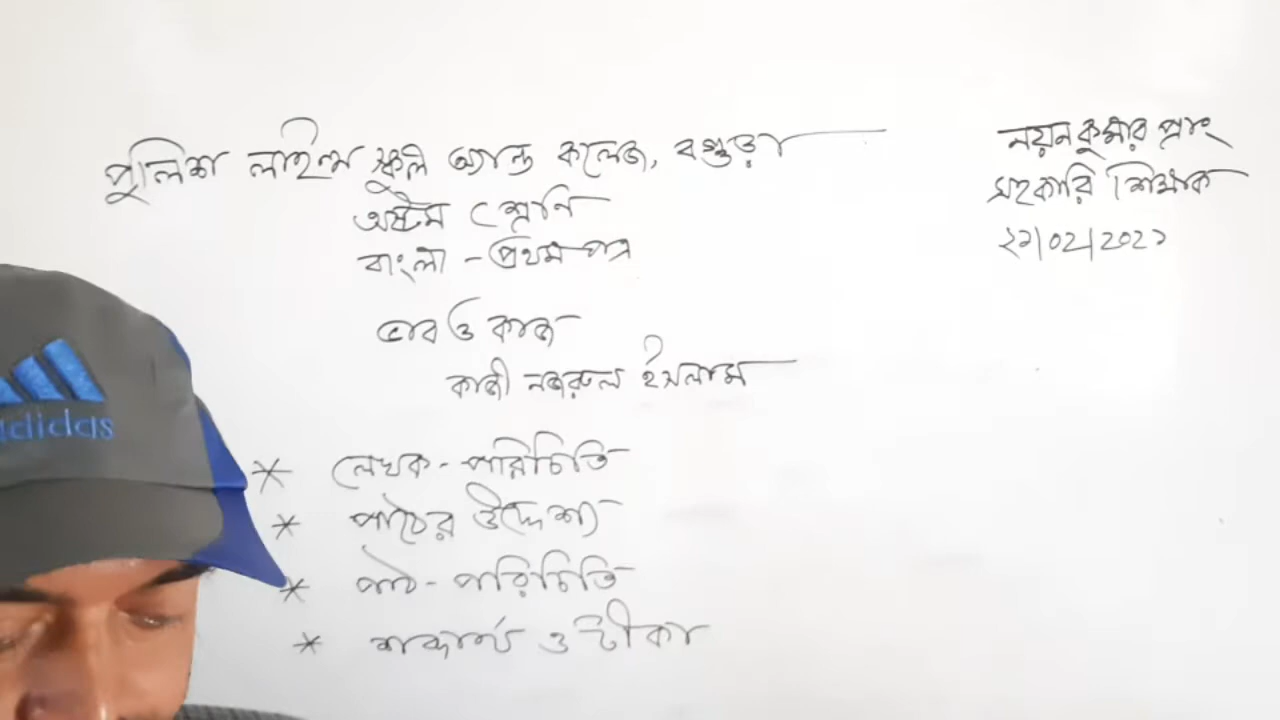 পুলিশ লাইন্স স্কুল অ্যান্ড কলেজ, বগুড়া
অষ্টম শ্রেণি
বাংলা - প্রথম পত্র
ভাব ও কাজ
কাজী নজরুল ইসলাম
* লেখক - পরিচিতি
* পাঠের উদ্দেশ্য
* পাঠ - পরিচিতি
* শব্দার্থ ও টীকা
নয়ন কুমার প্রাং
সহকারি শিক্ষক
২১/০২/২০২১
adidas